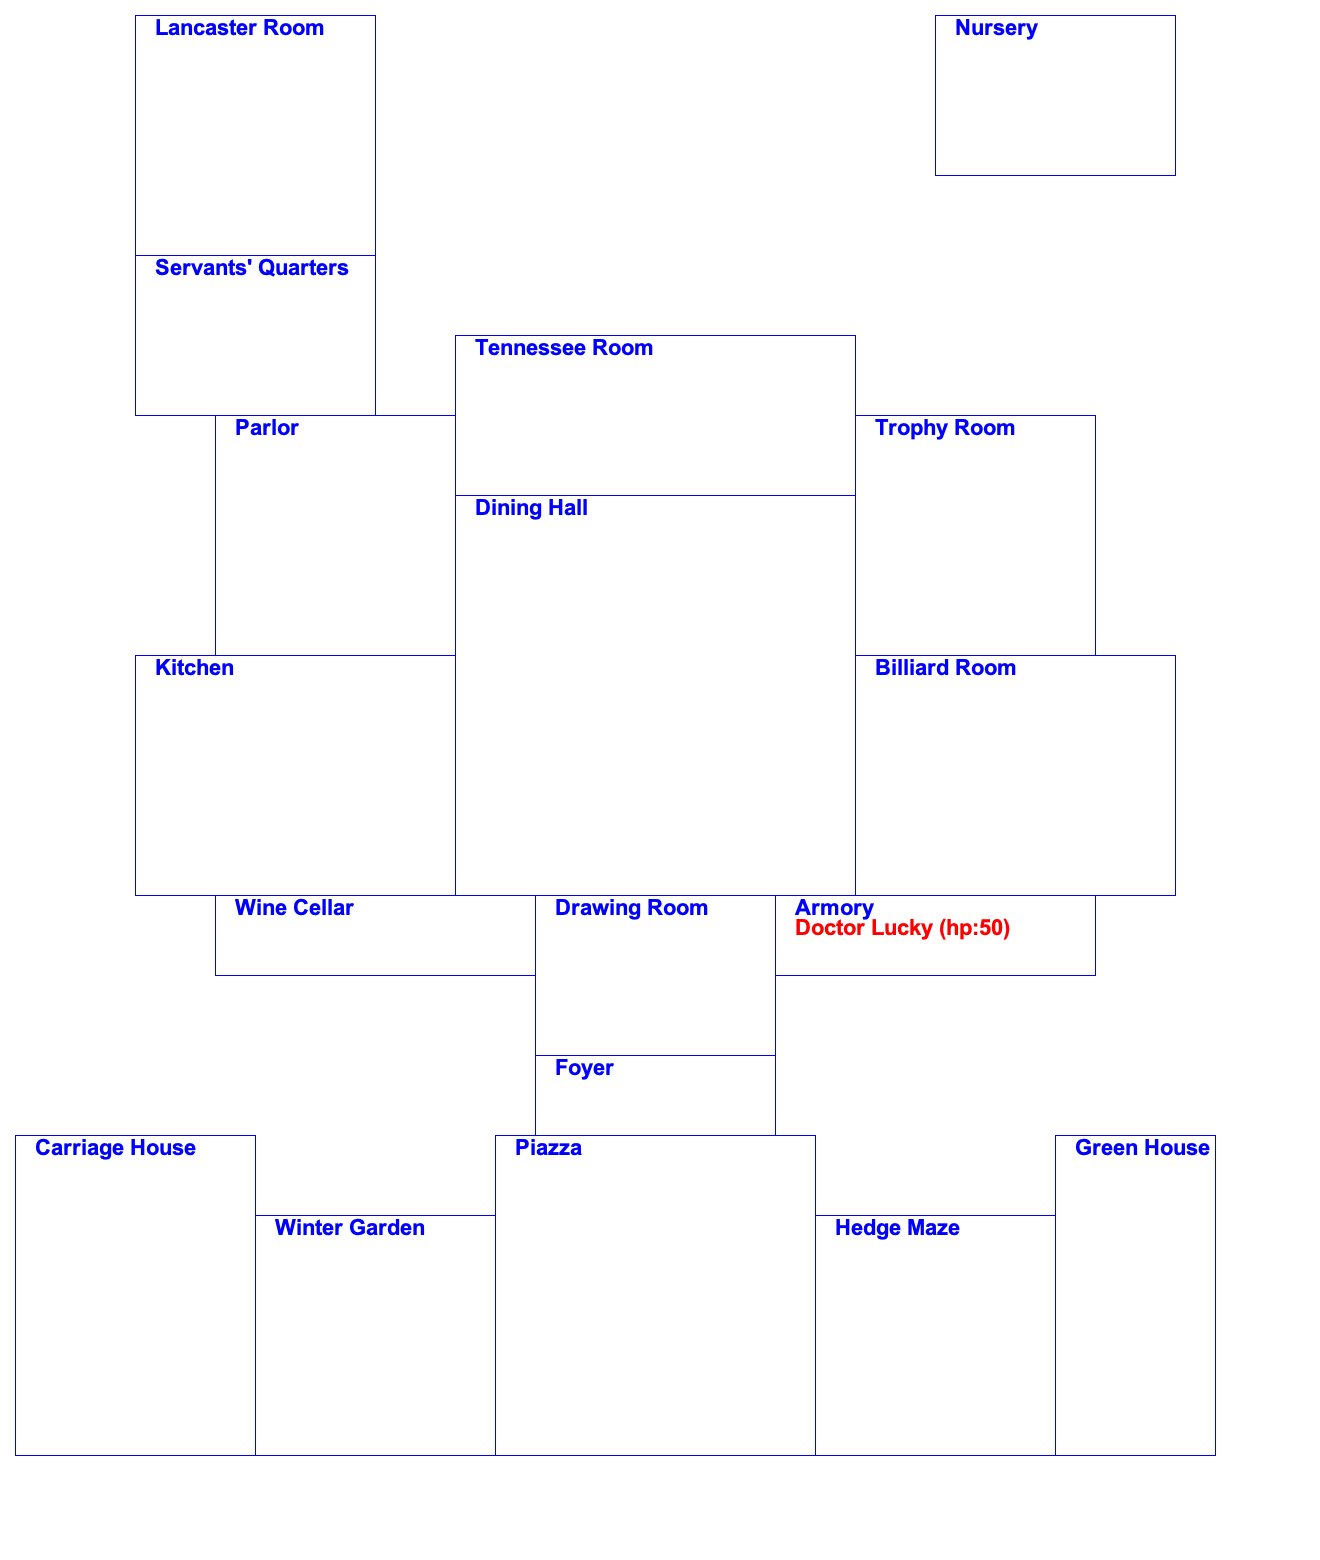 Lancaster Room
Nursery
Servants' Quarters
Tennessee Room
Parlor
Trophy Room
Dining Hall
Kitchen
Billiard Room
Wine Cellar
Drawing Room
Armory
Doctor Lucky (hp:50)
Foyer
Carriage House
Piazza
Green House
Winter Garden
Hedge Maze